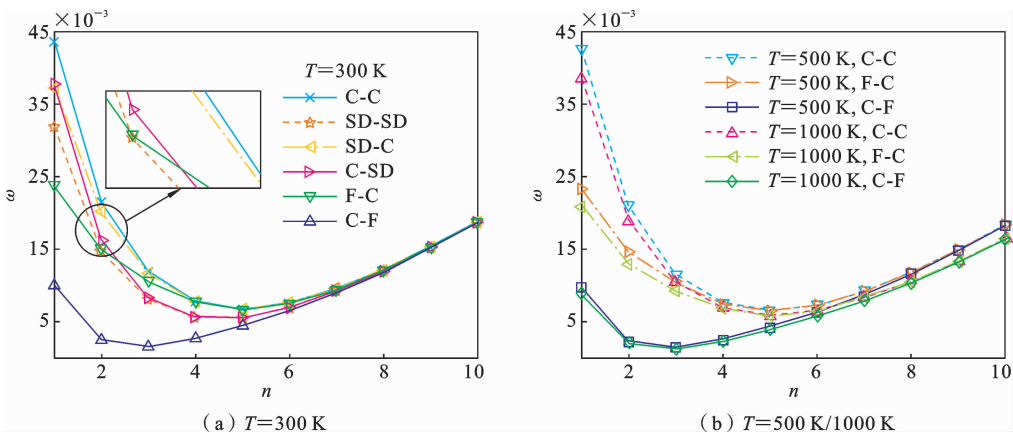 ×10⁻³
45
35
25
15
5
ω
2
4
6
8
10
n
T=300 K
C-C
SD-SD
SD-C
C-SD
F-C
C-F
(a) T=300 K
×10⁻³
45
35
25
15
5
ω
2
4
6
8
10
n
T=500 K, C-C
T=500 K, F-C
T=500 K, C-F
T=1000 K, C-C
T=1000 K, F-C
T=1000 K, C-F
(b) T=500 K/1000 K